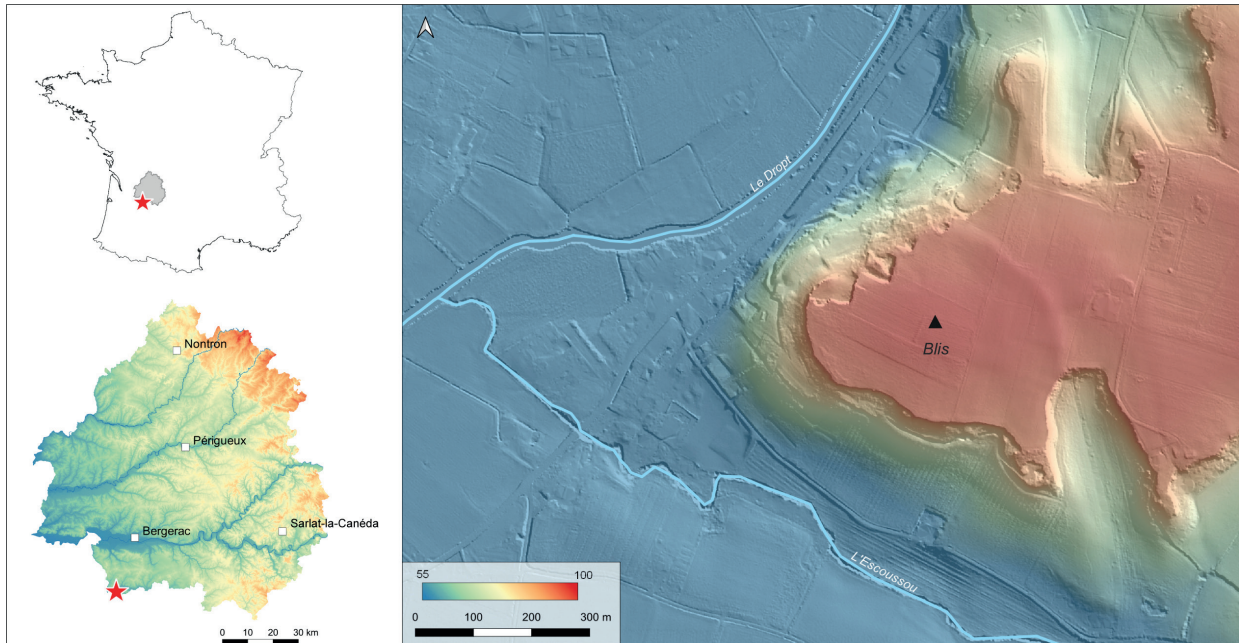 Nontron
Périgueux
Bergerac
Sarlat-la-Canéda
0 10 20 30 km
Le Dropt
Blis
L'Escoussou
55 100
0 100 200 300 m